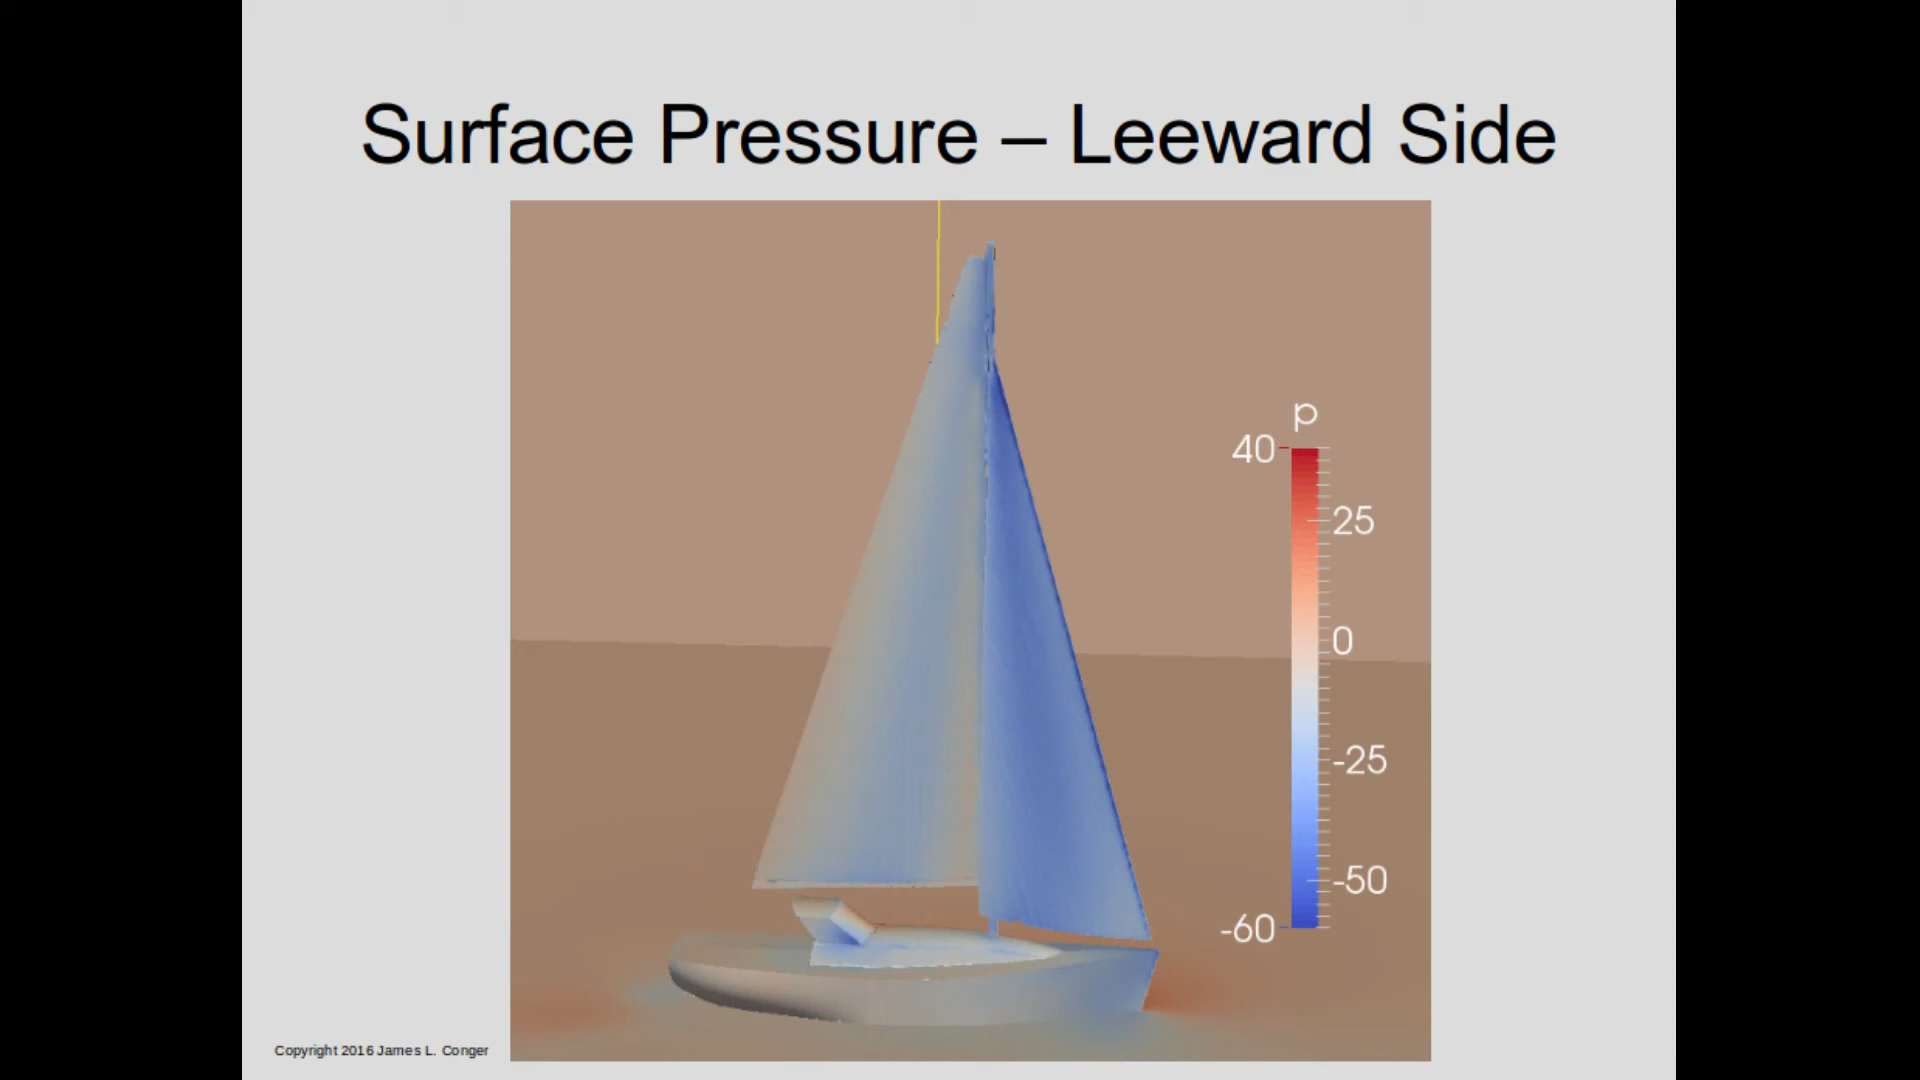 Surface Pressure – Leeward Side
p
40
25
0
-25
-50
-60
Copyright 2016 James L. Conger